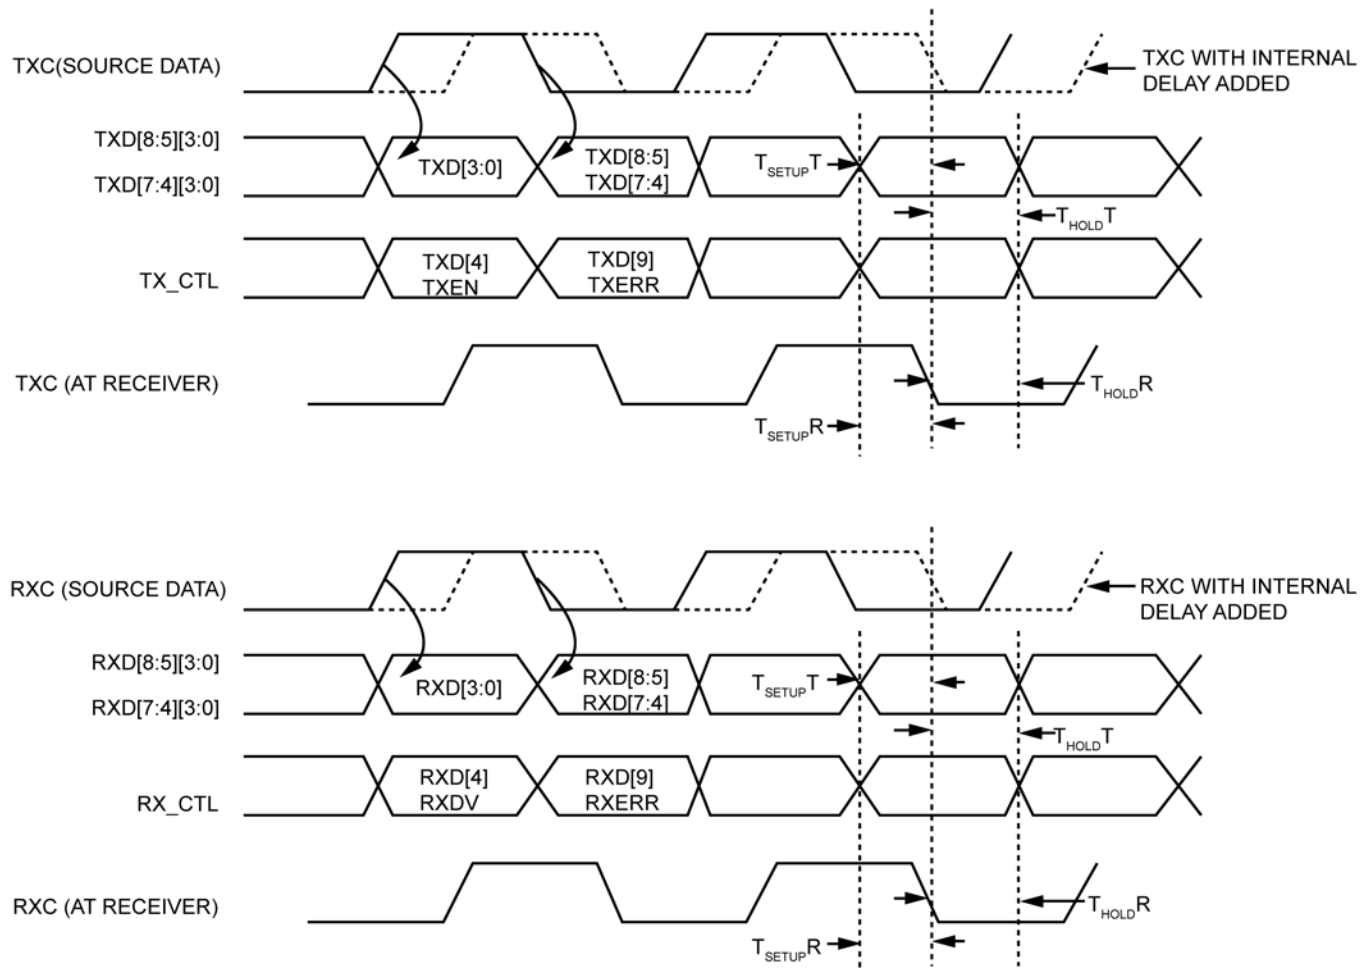 TXC(SOURCE DATA)
TXC WITH INTERNAL
DELAY ADDED
TXD[8:5][3:0]
TXD[7:4][3:0]
TXD[3:0]
TXD[8:5]
TXD[7:4]
TSETUPT
THOLDT
TX_CTL
TXD[4]
TXEN
TXD[9]
TXERR
TXC (AT RECEIVER)
THOLDR
TSETUPR
RXC (SOURCE DATA)
RXC WITH INTERNAL
DELAY ADDED
RXD[8:5][3:0]
RXD[7:4][3:0]
RXD[3:0]
RXD[8:5]
RXD[7:4]
TSETUPT
THOLDT
RX_CTL
RXD[4]
RXDV
RXD[9]
RXERR
RXC (AT RECEIVER)
THOLDR
TSETUPR